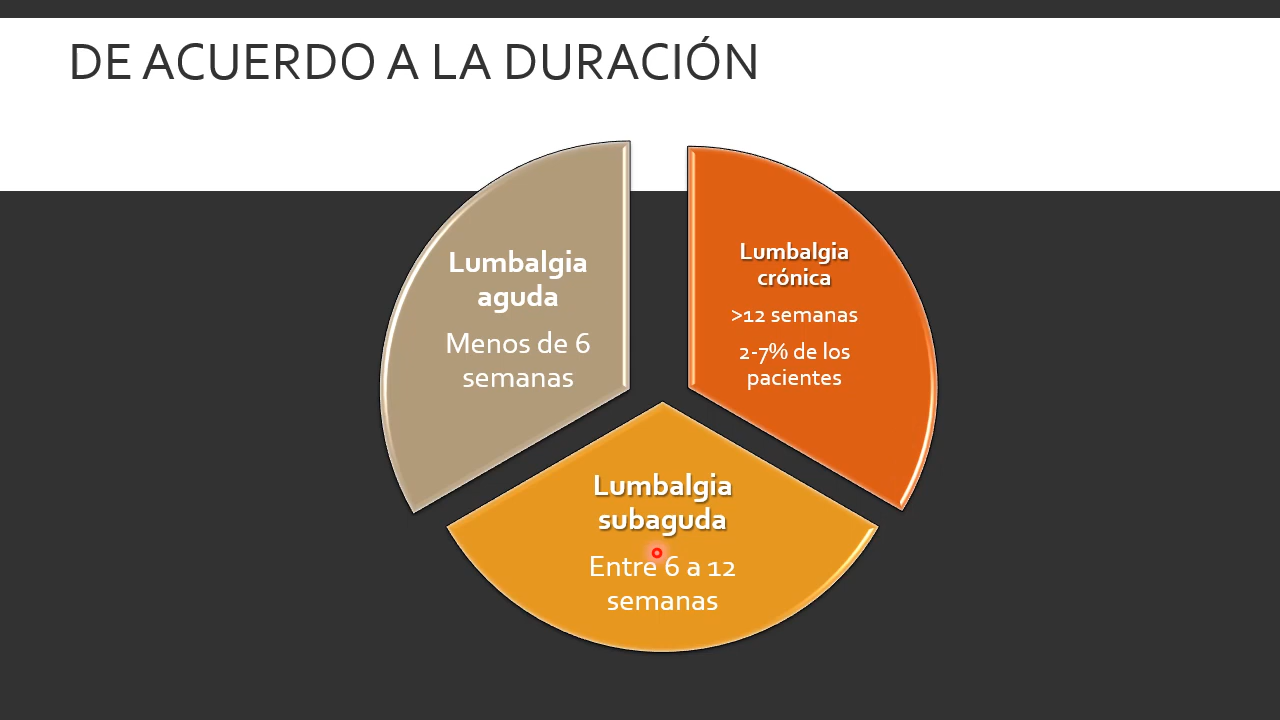 DE ACUERDO A LA DURACIÓN
Lumbalgia
aguda
Menos de 6
semanas
Lumbalgia
crónica
>12 semanas
2-7% de los
pacientes
Lumbalgia
subaguda
Entre 6 a 12
semanas